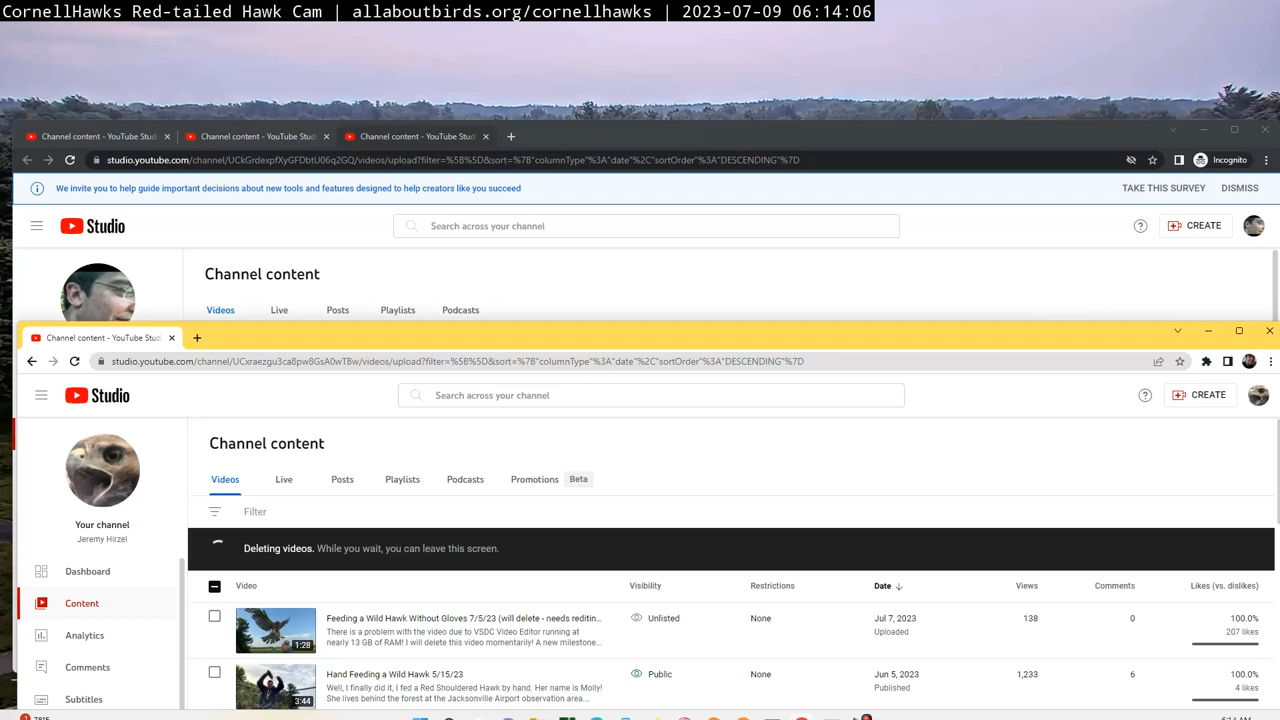 CornellHawks Red-tailed Hawk Cam | allaboutbirds.org/cornellhawks | 2023-07-09 06:14:06
Channel content - YouTube Stud
Channel content - YouTube Stud
Channel content - YouTube Stud
studio.youtube.com/channel/UCkGrdexpfXyGFDbtU06q2GQ/videos/upload?filter=%5B%5D&sort=%7B"columnType"%3A"date"%2C"sortOrder"%3A"DESCENDING"%7D
Incognito
We invite you to help guide important decisions about new tools and features designed to help creators like you succeed
TAKE THIS SURVEY
DISMISS
Studio
Search across your channel
CREATE
Channel content
Videos
Live
Posts
Playlists
Podcasts
Channel content - YouTube Stud
studio.youtube.com/channel/UCxraezgu3ca8pw8GsA0wTBw/videos/upload?filter=%5B%5D&sort=%7B"columnType"%3A"date"%2C"sortOrder"%3A"DESCENDING"%7D
Studio
Search across your channel
CREATE
Channel content
Videos
Live
Posts
Playlists
Podcasts
Promotions
Beta
Your channel
Jeremy Hirzel
Filter
Deleting videos. While you wait, you can leave this screen.
Dashboard
Content
Analytics
Comments
Subtitles
Video
Visibility
Restrictions
Date
Views
Comments
Likes (vs. dislikes)
1:28
Feeding a Wild Hawk Without Gloves 7/5/23 (will delete - needs reditin...
There is a problem with the video due to VSDC Video Editor running at
nearly 13 GB of RAM! I will delete this video momentarily! A new mileston...
Unlisted
None
Jul 7, 2023
Uploaded
138
0
100.0%
207 likes
3:44
Hand Feeding a Wild Hawk 5/15/23
Well, I finally did it, I fed a Red Shouldered Hawk by hand. Her name is Molly!
She lives behind the forest at the Jacksonville Airport observation area....
Public
None
Jun 5, 2023
Published
1,233
6
100.0%
4 likes